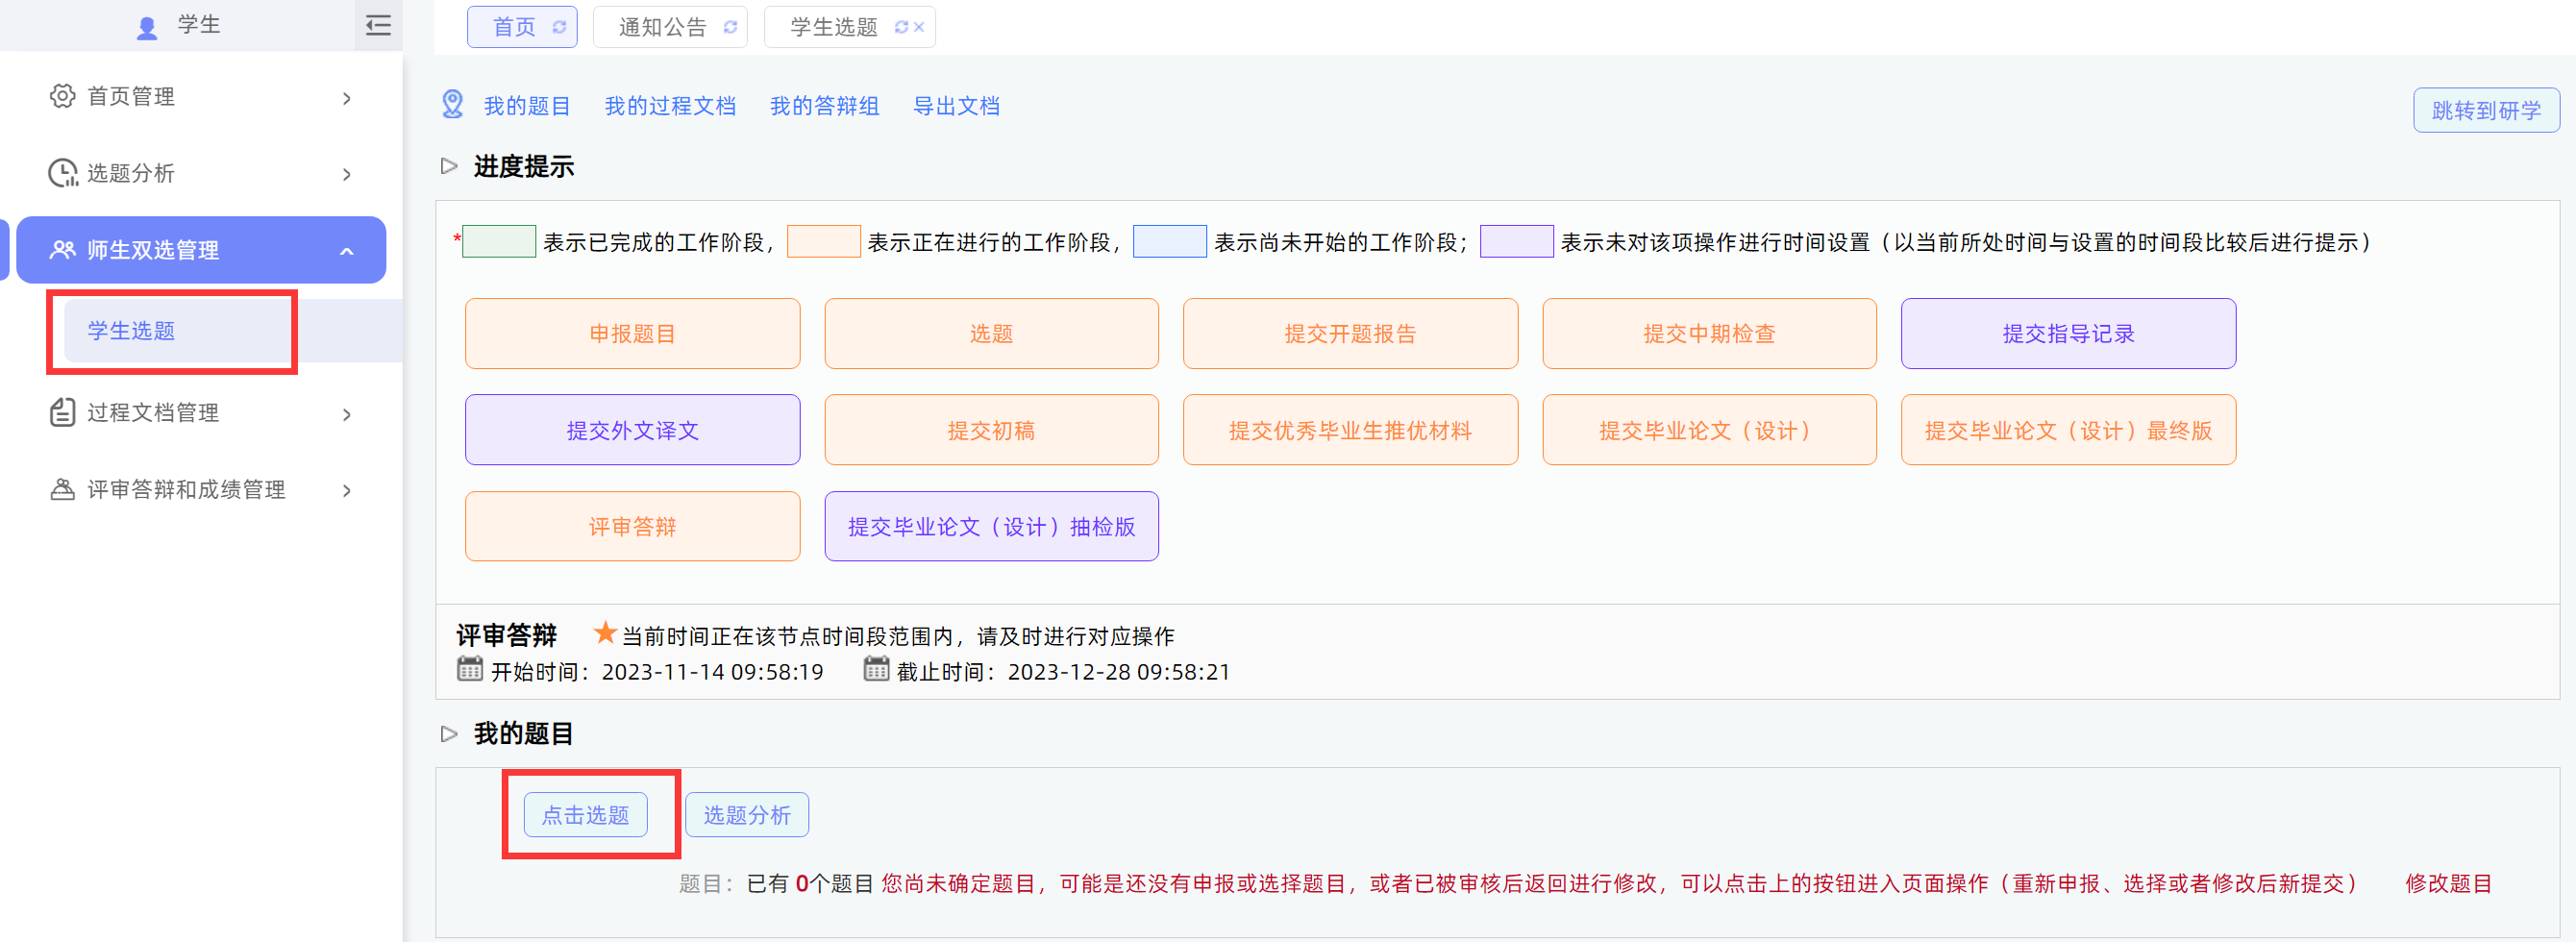 学生
首页
通知公告
学生选题
首页管理
选题分析
师生双选管理
学生选题
过程文档管理
评审答辩和成绩管理
我的题目 我的过程文档 我的答辩组 导出文档
跳转到研学
进度提示
* 表示已完成的工作阶段， 表示正在进行的工作阶段， 表示尚未开始的工作阶段； 表示未对该项操作进行时间设置（以当前所处时间与设置的时间段比较后进行提示）
申报题目 选题 提交开题报告 提交中期检查 提交指导记录
提交外文译文 提交初稿 提交优秀毕业生推优材料 提交毕业论文（设计） 提交毕业论文（设计）最终版
评审答辩 提交毕业论文（设计）抽检版
评审答辩 ★当前时间正在该节点时间段范围内，请及时进行对应操作
开始时间：2023-11-14 09:58:19 截止时间：2023-12-28 09:58:21
我的题目
点击选题 选题分析
题目：已有 0个题目 您尚未确定题目，可能是还没有申报或选择题目，或者已被审核后返回进行修改，可以点击上的按钮进入页面操作（重新申报、选择或者修改后新提交） 修改题目